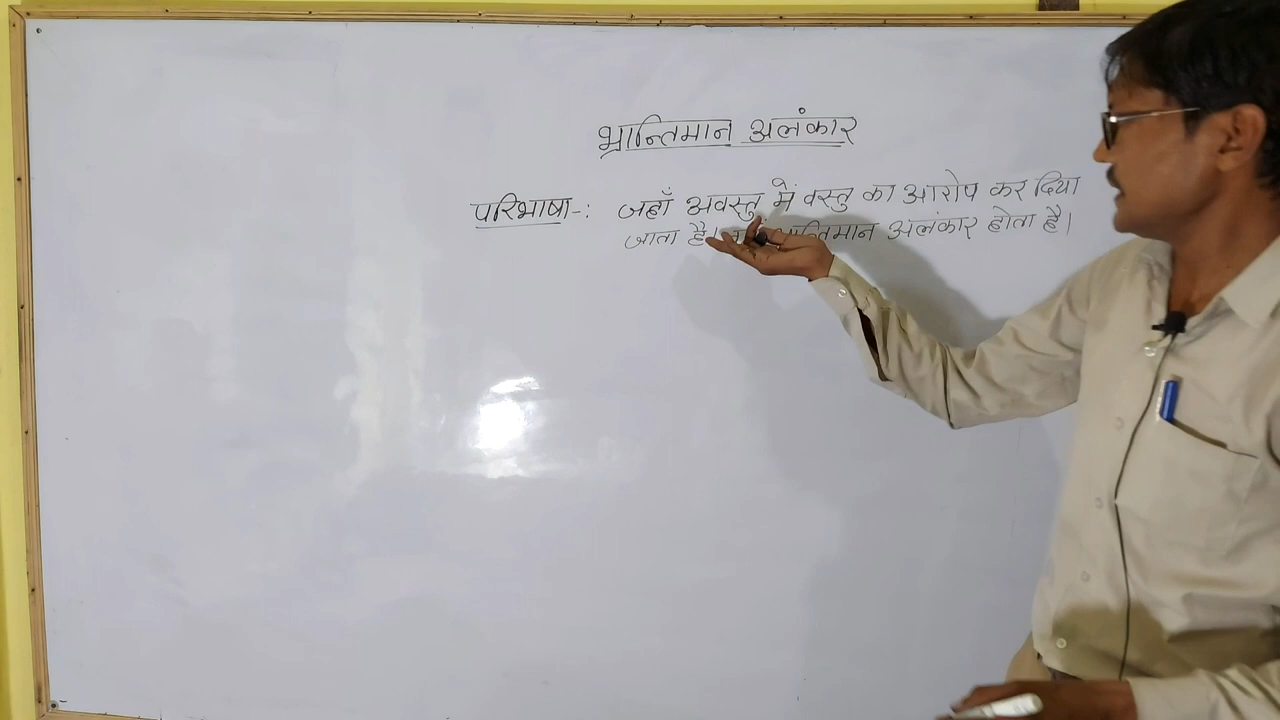 भ्रान्तिमान अलंकार
परिभाषा-: जहाँ अवस्तु में वस्तु का आरोप कर दिया
जाता है। भ्रान्तिमान अलंकार होता है।